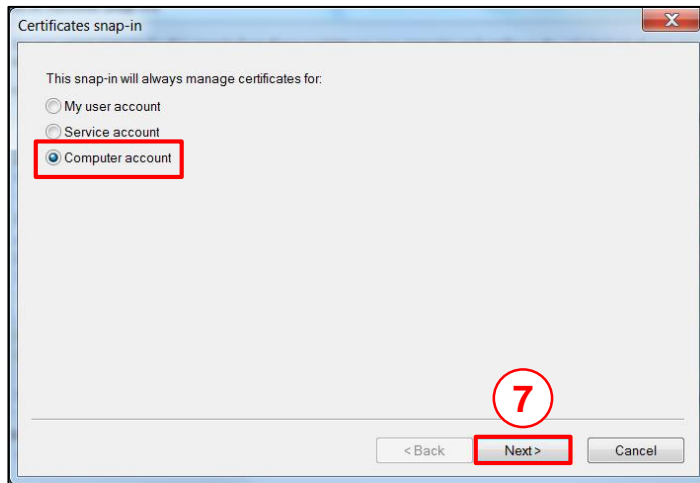 Certificates snap-in
This snap-in will always manage certificates for:
My user account
Service account
Computer account
7
< Back
Next >
Cancel